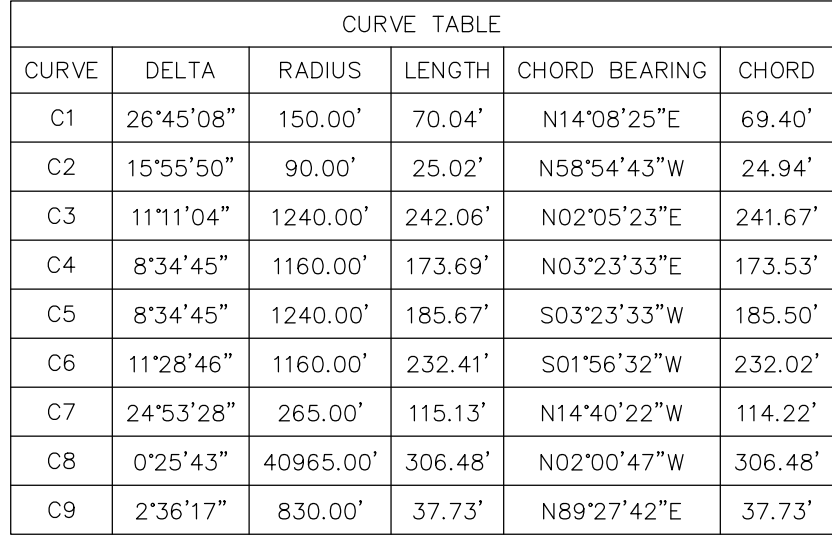 CURVE TABLE
CURVE DELTA RADIUS LENGTH CHORD BEARING CHORD
C1 26°45'08" 150.00' 70.04' N14°08'25"E 69.40'
C2 15°55'50" 90.00' 25.02' N58°54'43"W 24.94'
C3 11°11'04" 1240.00' 242.06' N02°05'23"E 241.67'
C4 8°34'45" 1160.00' 173.69' N03°23'33"E 173.53'
C5 8°34'45" 1240.00' 185.67' S03°23'33"W 185.50'
C6 11°28'46" 1160.00' 232.41' S01°56'32"W 232.02'
C7 24°53'28" 265.00' 115.13' N14°40'22"W 114.22'
C8 0°25'43" 40965.00' 306.48' N02°00'47"W 306.48'
C9 2°36'17" 830.00' 37.73' N89°27'42"E 37.73'